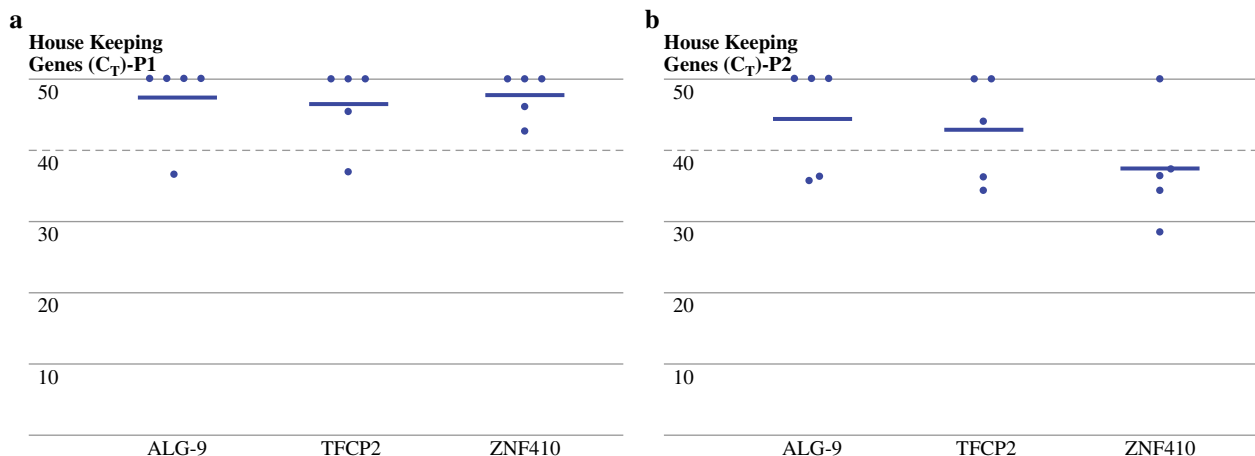 a
House Keeping
Genes (CT)-P1
50
40
30
20
10
ALG-9 TFCP2 ZNF410
b
House Keeping
Genes (CT)-P2
50
40
30
20
10
ALG-9 TFCP2 ZNF410